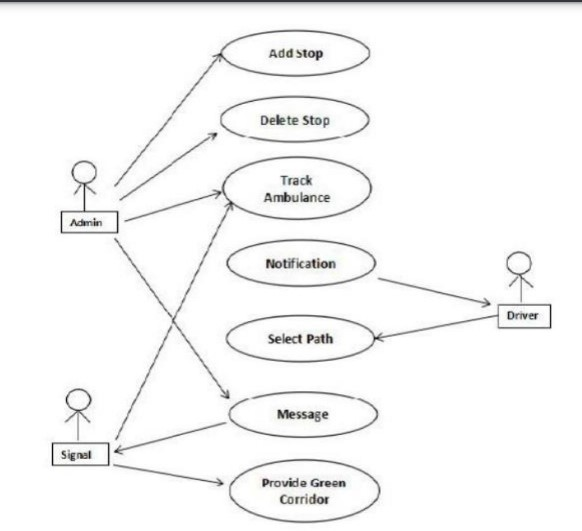 Add Stop
Delete Stop
Track
Ambulance
Admin
Notification
Driver
Select Path
Message
Signal
Provide Green
Corridor